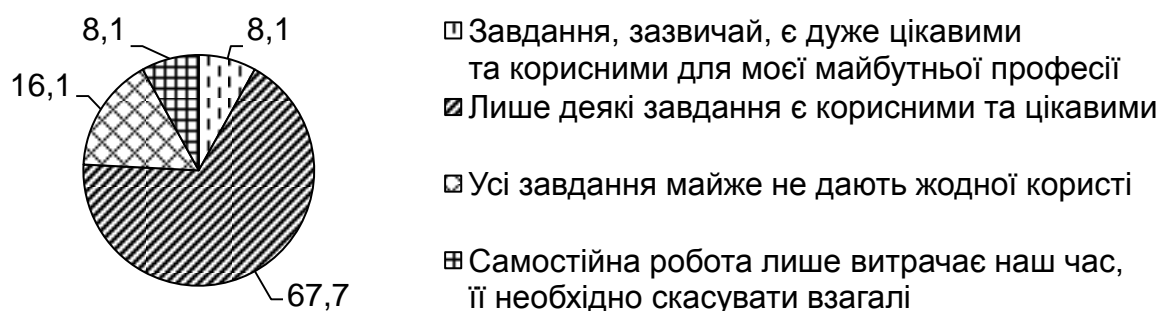 8,1
8,1
16,1
67,7
Завдання, зазвичай, є дуже цікавими
та корисними для моєї майбутньої професії
Лише деякі завдання є корисними та цікавими
Усі завдання майже не дають жодної користі
Самостійна робота лише витрачає наш час,
її необхідно скасувати взагалі